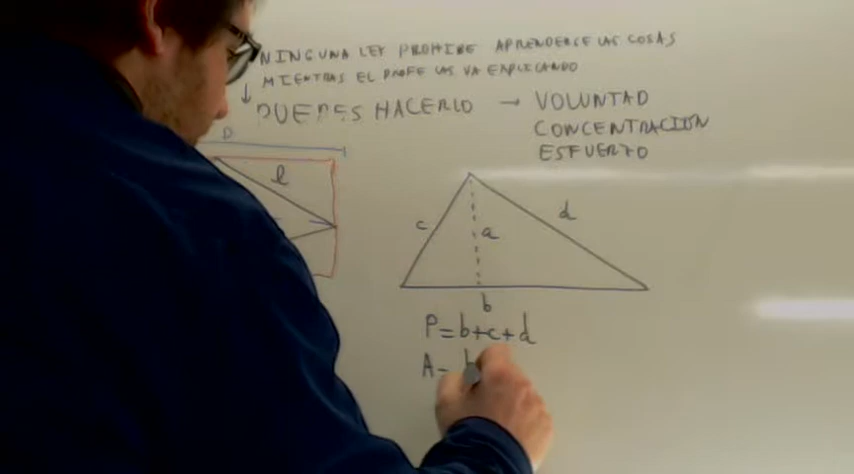 NINGUNA LEY PROHIBE APRENDERSE LAS COSAS
MIENTRAS EL PROFE LAS VA EXPLICANDO
↓ PUEDES HACERLO → VOLUNTAD
CONCENTRACION
ESFUERZO
D
l
c
a
d
b
P=b+c+d
A=